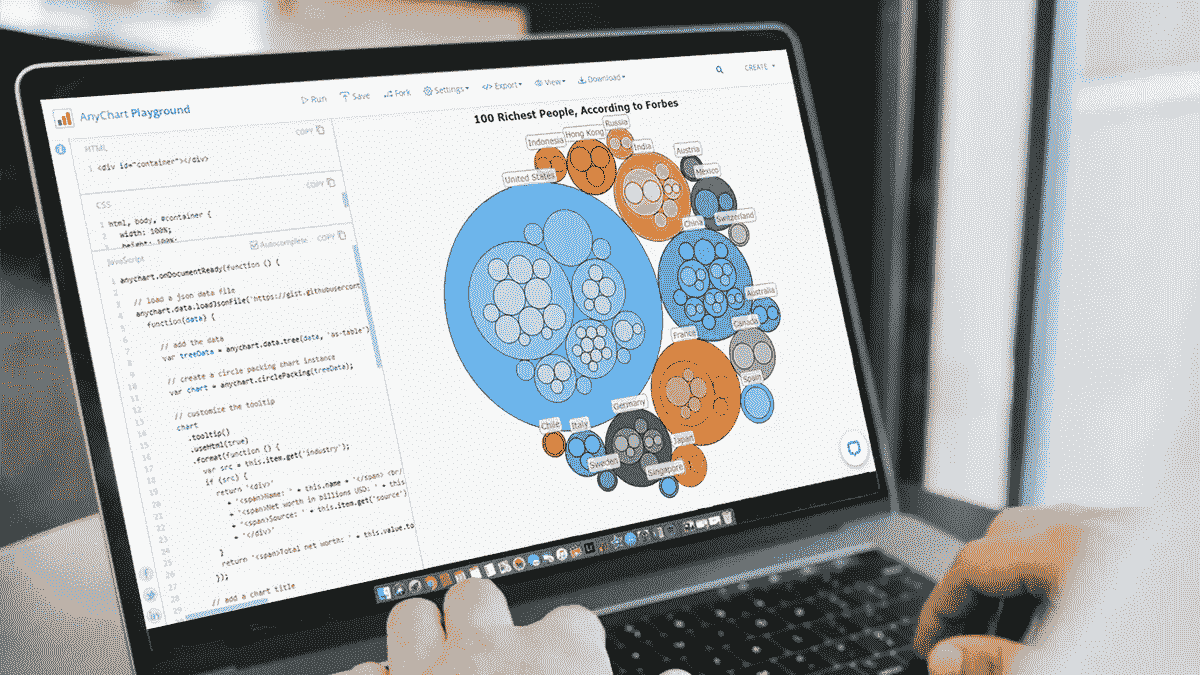 AnyChart Playground
Run
Save
Fork
Settings
Export
View
Download
CREATE
HTML
COPY
1 <div id="container"></div>
CSS
COPY
1 html, body, #container {
2 width: 100%;
height: 100%;
JavaScript
Autocomplete
COPY
1 anychart.onDocumentReady(function () {
2
3 // load a json data file
4 anychart.data.loadJsonFile('https://gist.githubusercont
5 function(data) {
6
7 // add the data
8 var treeData = anychart.data.tree(data, 'as-table')
9
10 // create a circle packing chart instance
11 var chart = anychart.circlePacking(treeData);
12
13 // customize the tooltip
14 chart
15 .tooltip()
16 .useHtml(true)
17 .format(function () {
18 var src = this.item.get('industry');
19 if (src) {
20 return '<div>'
21 + '<span>Name: ' + this.name + '</span> <br/
22 + '<span>Net worth in billions USD: ' + this
23 + '<span>Source: ' + this.item.get('source')
24 + '</div>'
25 }
26 return '<span>Total net worth: ' + this.value.to
27 });
28
29 // add a chart title
100 Richest People, According to Forbes
Indonesia
Hong Kong
Russia
India
Austria
Mexico
United States
Switzerland
China
Australia
Canada
France
Spain
Germany
Chile
Italy
Japan
Sweden
Singapore